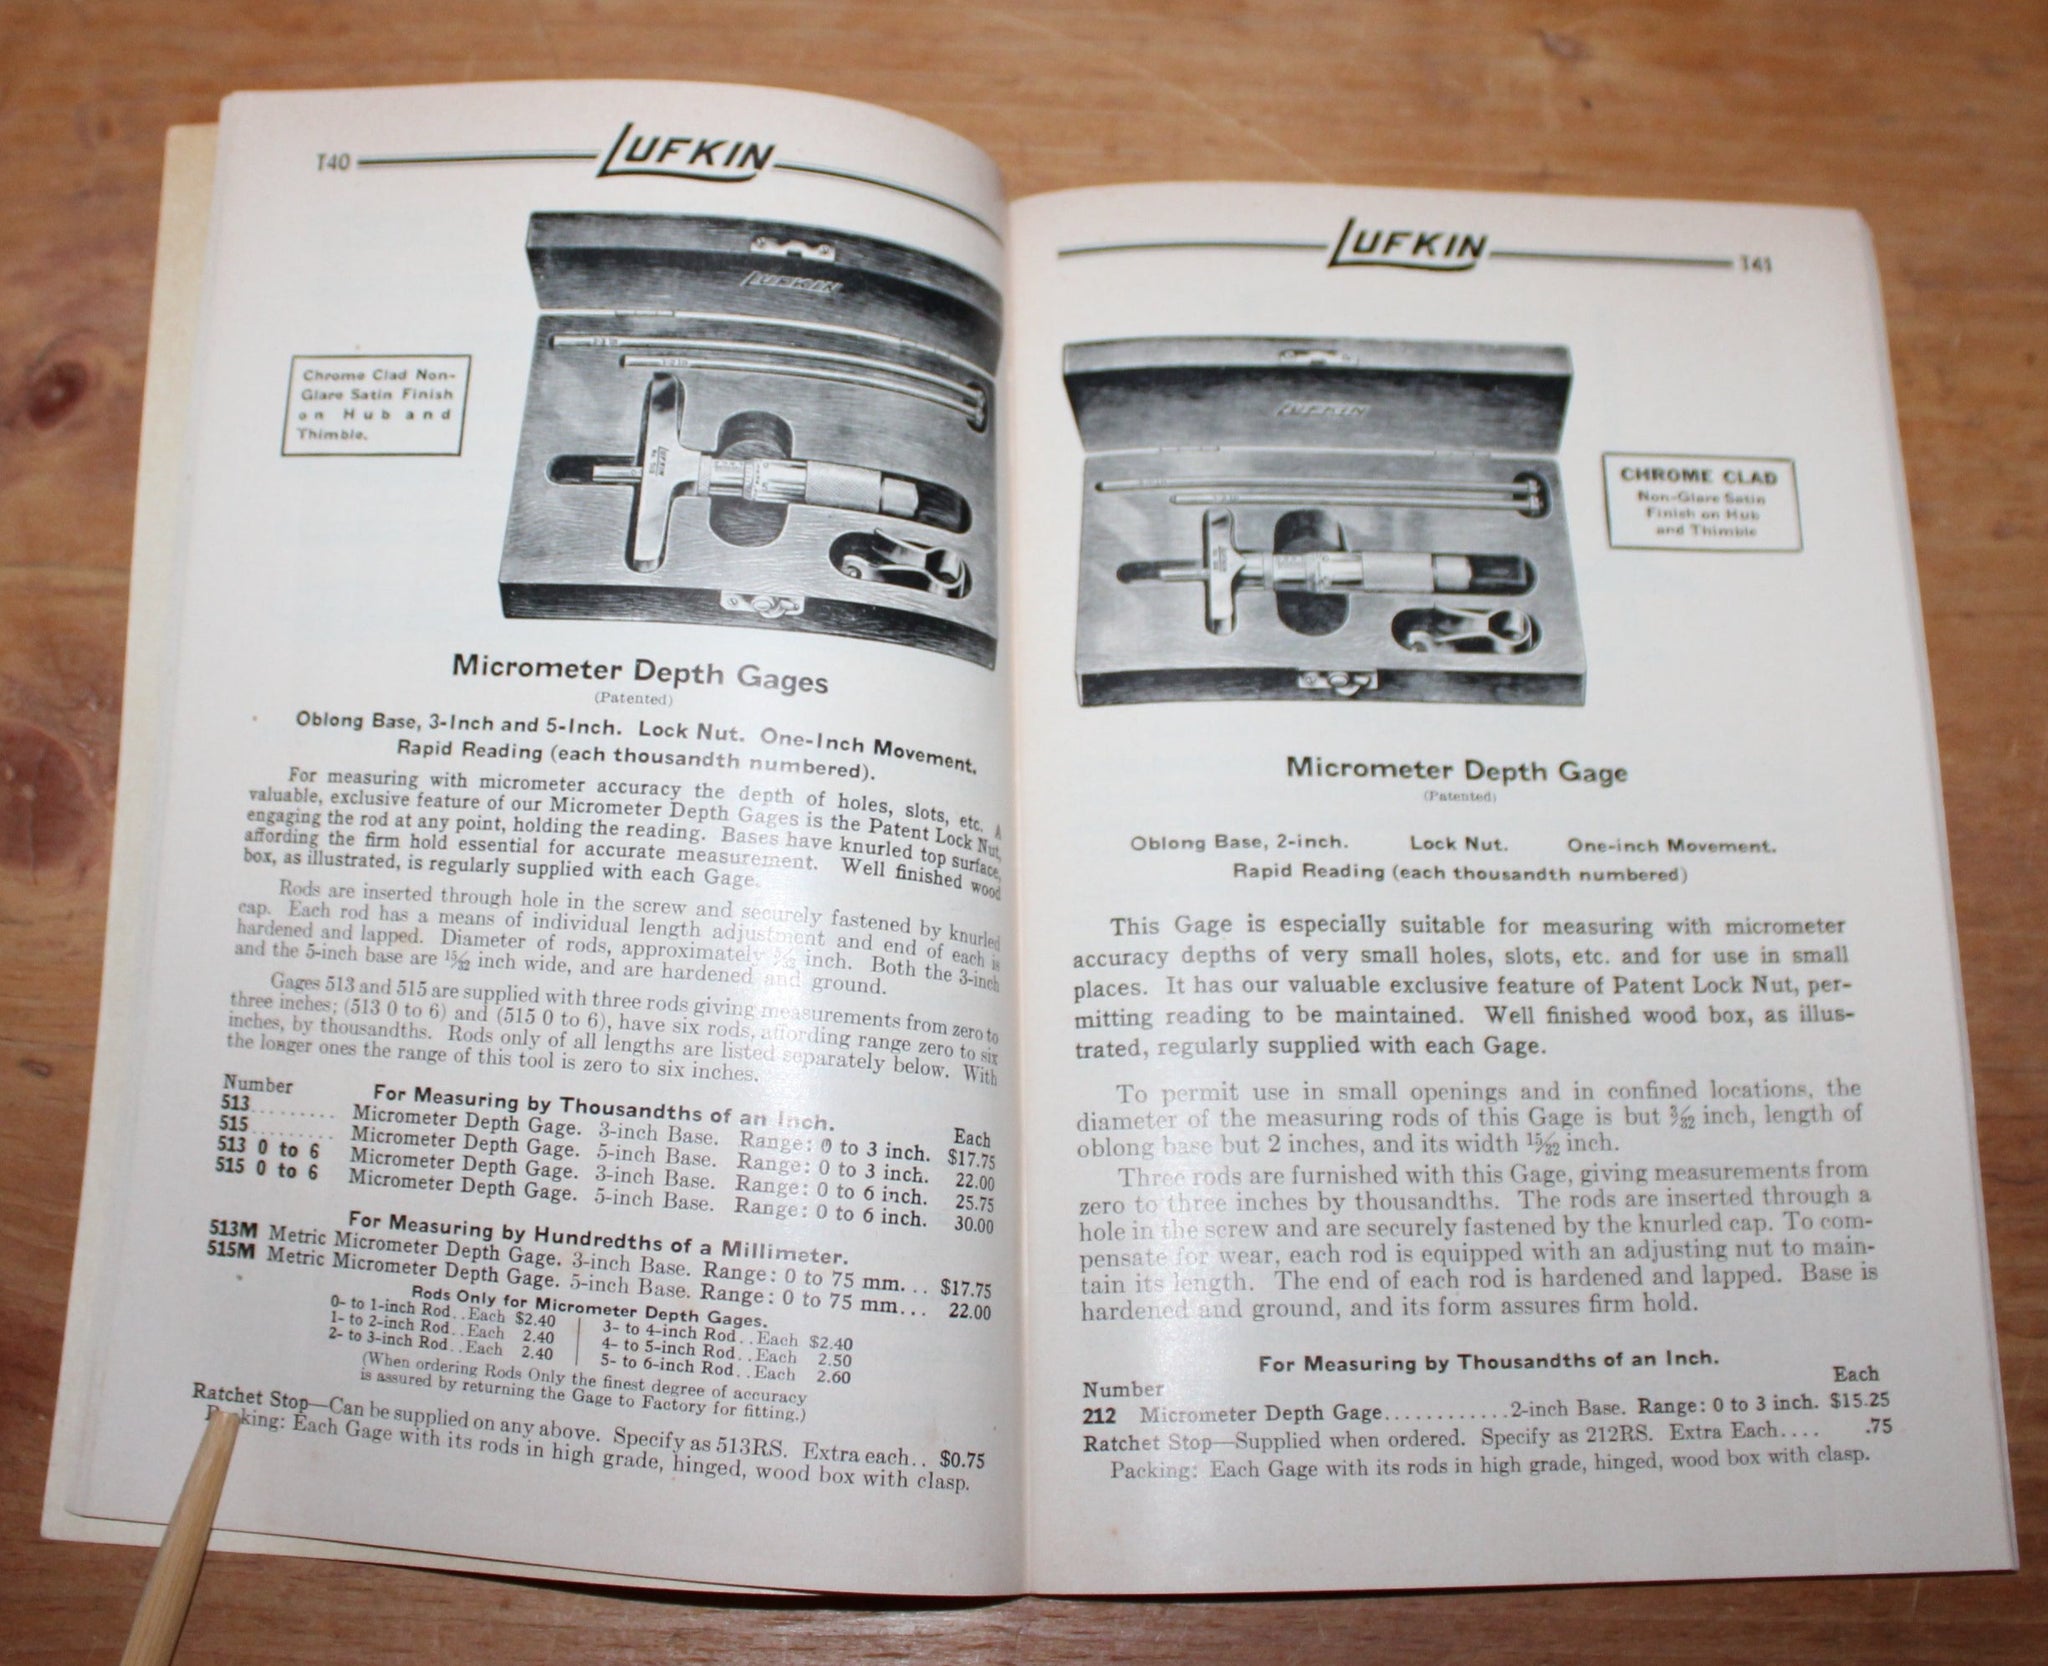 T40
LUFKIN
LUFKIN
Chrome Clad Non-
Glare Satin Finish
on Hub and
Thimble.
Micrometer Depth Gages
(Patented)
Oblong Base, 3-Inch and 5-Inch. Lock Nut. One-Inch Movement.
Rapid Reading (each thousandth numbered).
For measuring with micrometer accuracy the depth of holes, slots, etc. A
valuable, exclusive feature of our Micrometer Depth Gages is the Patent Lock Nut,
engaging the rod at any point, holding the reading. Bases have knurled top surface,
affording the firm hold essential for accurate measurement. Well finished wood
box, as illustrated, is regularly supplied with each Gage.
Rods are inserted through hole in the screw and securely fastened by knurled
cap. Each rod has a means of individual length adjustment and end of each is
hardened and lapped. Diameter of rods, approximately 3/32 inch. Both the 3-inch
and the 5-inch base are 15/32 inch wide, and are hardened and ground.
Gages 513 and 515 are supplied with three rods giving measurements from zero to
three inches; (513 0 to 6) and (515 0 to 6), have six rods, affording range zero to six
inches, by thousandths. Rods only of all lengths are listed separately below. With
the longer ones the range of this tool is zero to six inches.
For Measuring by Thousandths of an Inch.
Number Each
513......... Micrometer Depth Gage. 3-inch Base. Range: 0 to 3 inch. $17.75
515......... Micrometer Depth Gage. 5-inch Base. Range: 0 to 3 inch. 22.00
513 0 to 6 Micrometer Depth Gage. 3-inch Base. Range: 0 to 6 inch. 25.75
515 0 to 6 Micrometer Depth Gage. 5-inch Base. Range: 0 to 6 inch. 30.00
For Measuring by Hundredths of a Millimeter.
513M Metric Micrometer Depth Gage. 3-inch Base. Range: 0 to 75 mm... $17.75
515M Metric Micrometer Depth Gage. 5-inch Base. Range: 0 to 75 mm... 22.00
Rods Only for Micrometer Depth Gages.
0- to 1-inch Rod..Each $2.40 3- to 4-inch Rod..Each $2.40
1- to 2-inch Rod..Each 2.40 4- to 5-inch Rod..Each 2.50
2- to 3-inch Rod..Each 2.40 5- to 6-inch Rod..Each 2.60
(When ordering Rods Only the finest degree of accuracy
is assured by returning the Gage to Factory for fitting.)
Ratchet Stop—Can be supplied on any above. Specify as 513RS. Extra each.. $0.75
Packing: Each Gage with its rods in high grade, hinged, wood box with clasp.
LUFKIN
T41
LUFKIN
CHROME CLAD
Non-Glare Satin
Finish on Hub
and Thimble
Micrometer Depth Gage
(Patented)
Oblong Base, 2-inch. Lock Nut. One-inch Movement.
Rapid Reading (each thousandth numbered)
This Gage is especially suitable for measuring with micrometer
accuracy depths of very small holes, slots, etc. and for use in small
places. It has our valuable exclusive feature of Patent Lock Nut, per-
mitting reading to be maintained. Well finished wood box, as illus-
trated, regularly supplied with each Gage.
To permit use in small openings and in confined locations, the
diameter of the measuring rods of this Gage is but 3/32 inch, length of
oblong base but 2 inches, and its width 15/32 inch.
Three rods are furnished with this Gage, giving measurements from
zero to three inches by thousandths. The rods are inserted through a
hole in the screw and are securely fastened by the knurled cap. To com-
pensate for wear, each rod is equipped with an adjusting nut to main-
tain its length. The end of each rod is hardened and lapped. Base is
hardened and ground, and its form assures firm hold.
For Measuring by Thousandths of an Inch.
Number Each
212 Micrometer Depth Gage............2-inch Base. Range: 0 to 3 inch. $15.25
Ratchet Stop—Supplied when ordered. Specify as 212RS. Extra Each.... .75
Packing: Each Gage with its rods in high grade, hinged, wood box with clasp.